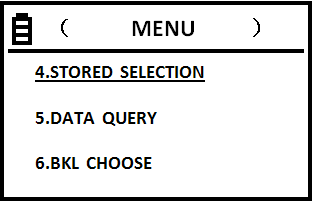 ( MENU )
4.STORED SELECTION
5.DATA QUERY
6.BKL CHOOSE